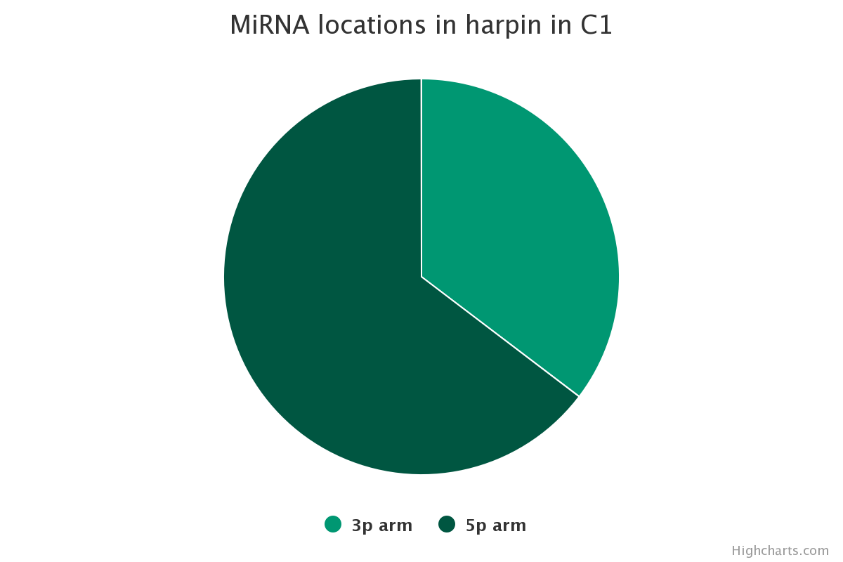 MiRNA locations in harpin in C1
3p arm 5p arm
Highcharts.com